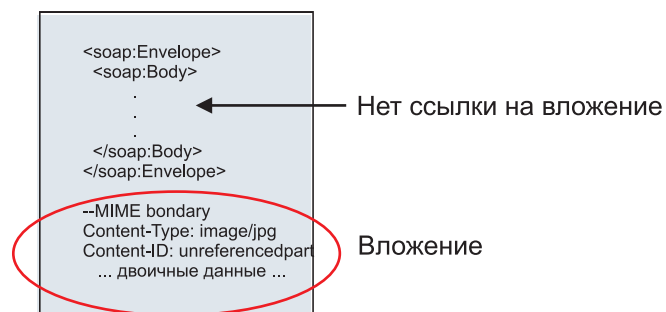 <soap:Envelope>
<soap:Body>
.
.
.
</soap:Body>
</soap:Envelope>
Нет ссылки на вложение
--MIME bondary
Content-Type: image/jpg
Content-ID: unreferencedpart
... двоичные данные ...
Вложение